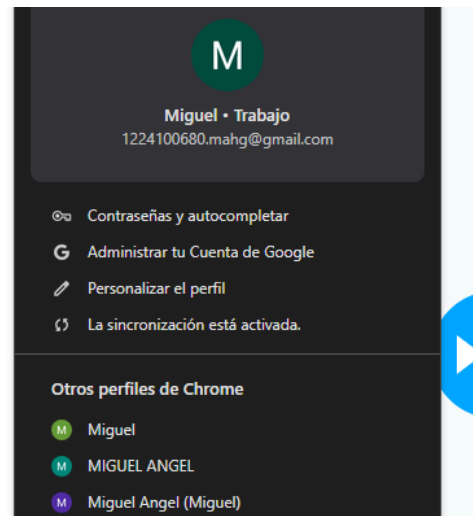 M
Miguel • Trabajo
1224100680.mahg@gmail.com
Contraseñas y autocompletar
G Administrar tu Cuenta de Google
Personalizar el perfil
La sincronización está activada.
Otros perfiles de Chrome
M Miguel
M MIGUEL ANGEL
M Miguel Angel (Miguel)